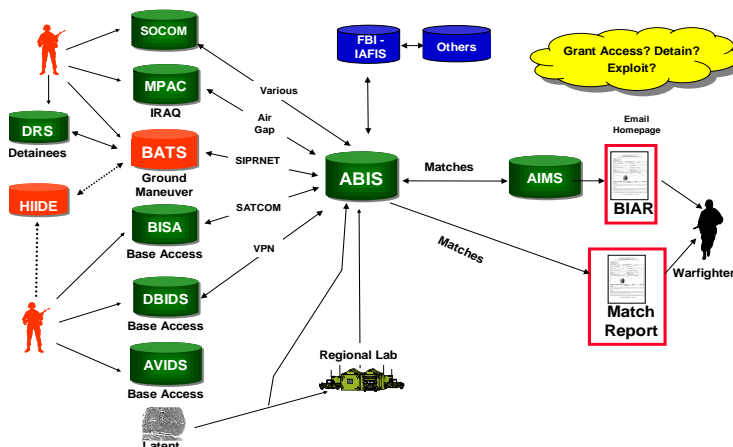 SOCOM
MPAC
IRAQ
DRS
Detainees
BATS
Ground
Maneuver
HIIDE
BISA
Base Access
DBIDS
Base Access
AVIDS
Base Access
Latent
Various
Air
Gap
SIPRNET
SATCOM
VPN
FBI -
IAFIS
Others
ABIS
Regional Lab
Matches
Matches
AIMS
Grant Access? Detain?
Exploit?
Email
Homepage
BIAR
Match
Report
Warfighter